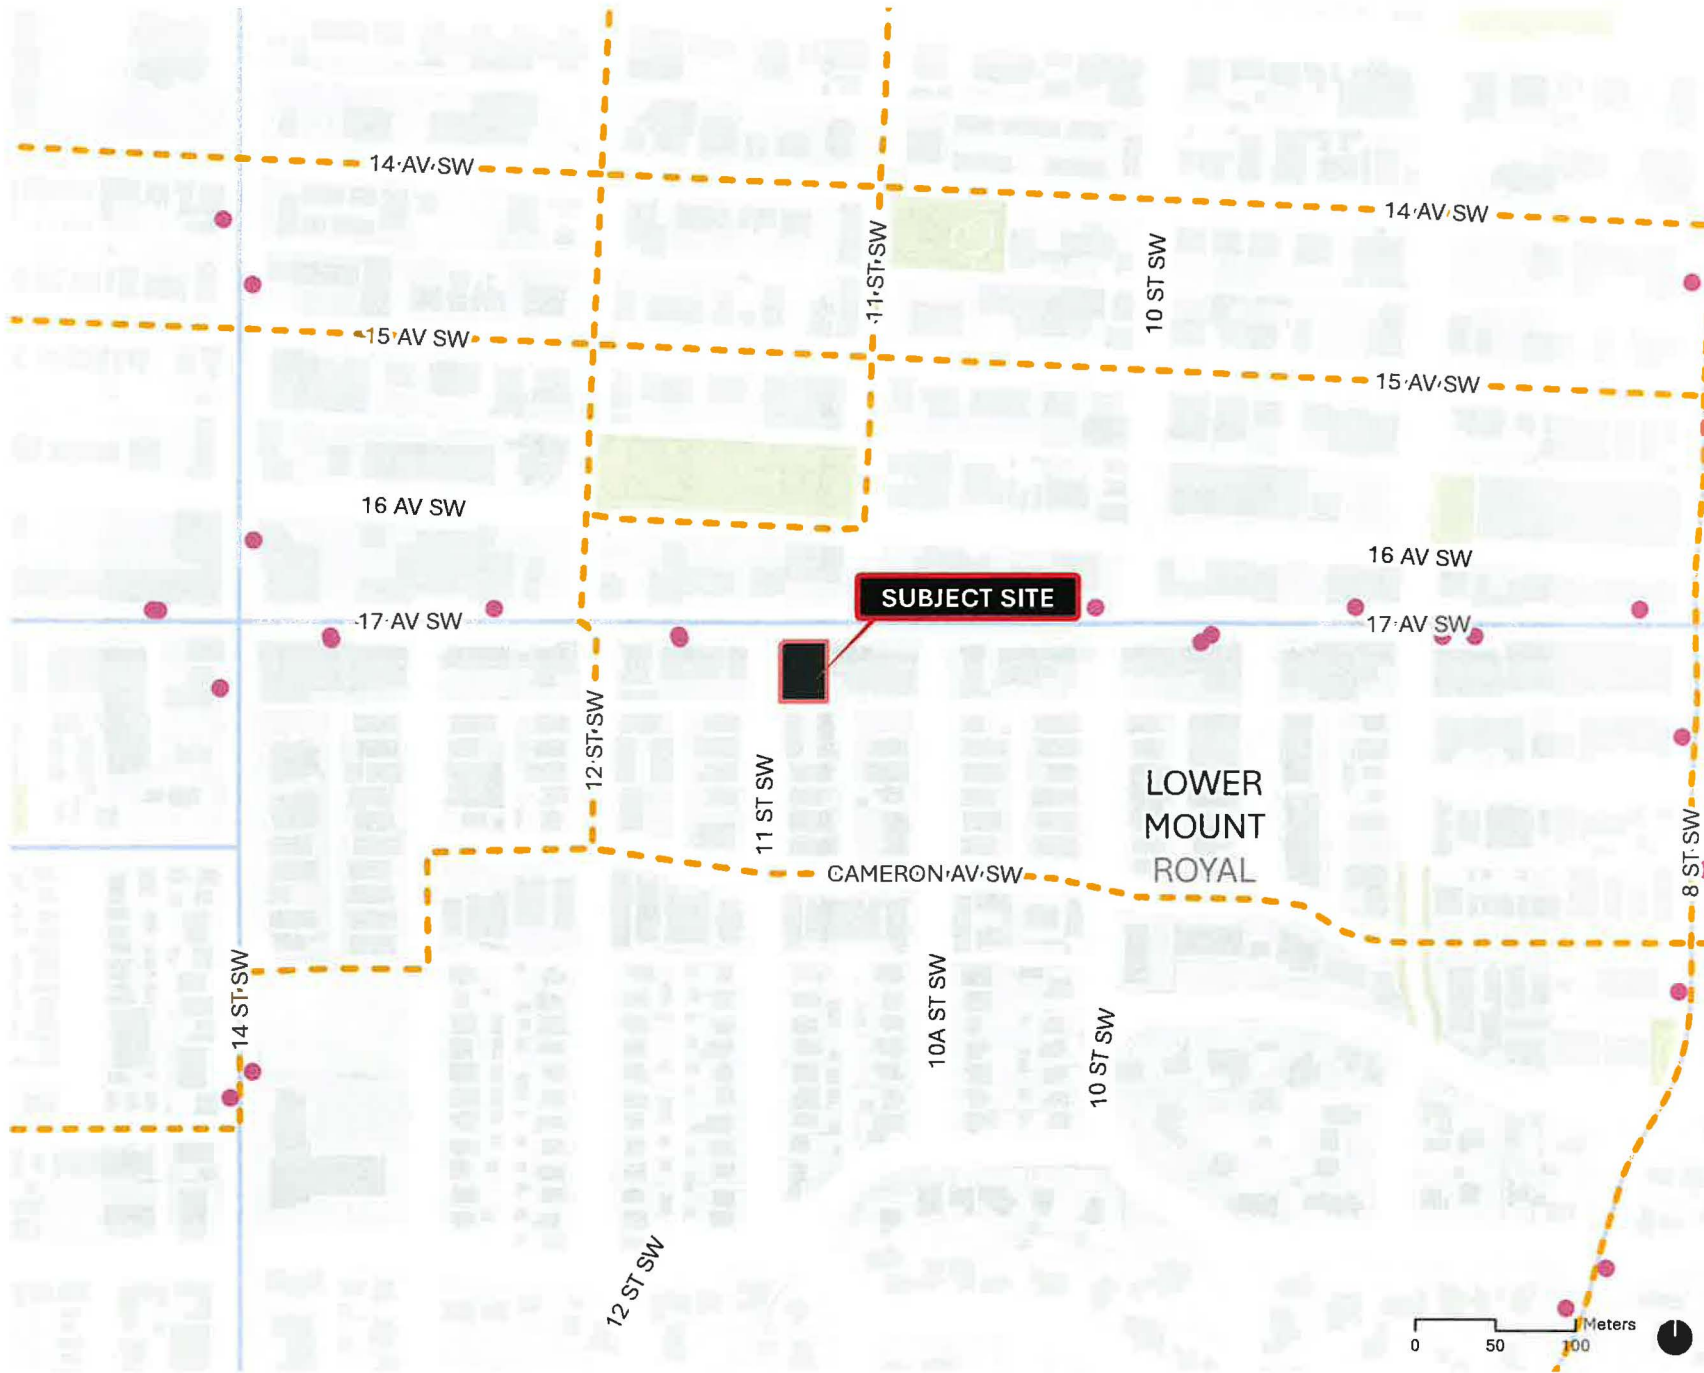 14 AV SW
14 AV SW
11 ST SW
10 ST SW
15 AV SW
15 AV SW
16 AV SW
16 AV SW
SUBJECT SITE
17 AV SW
17 AV SW
12 ST SW
11 ST SW
LOWER
MOUNT
ROYAL
8 ST SW
CAMERON AV SW
14 ST SW
10A ST SW
10 ST SW
12 ST SW
Meters
0 50 100